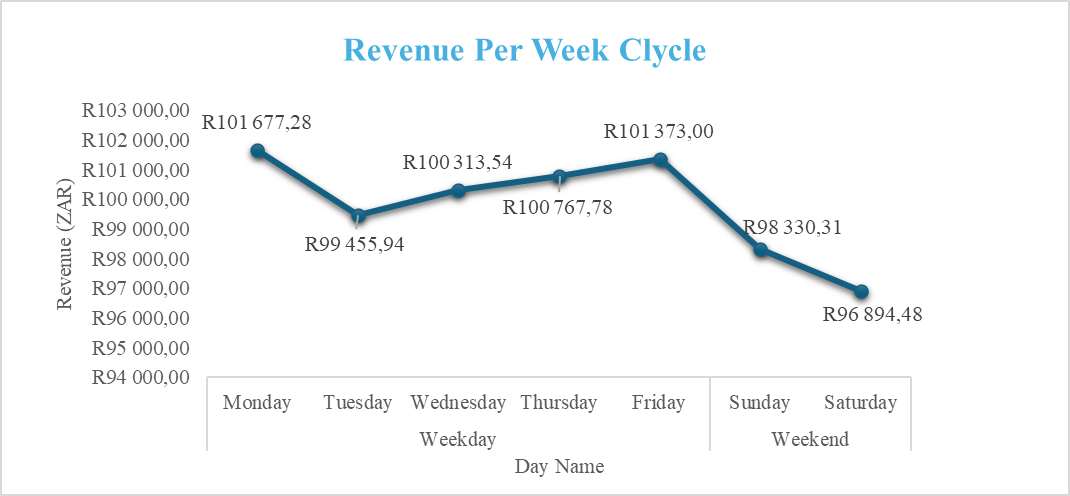 Revenue Per Week Clycle
Revenue (ZAR)
R103 000,00
R102 000,00
R101 000,00
R100 000,00
R99 000,00
R98 000,00
R97 000,00
R96 000,00
R95 000,00
R94 000,00
R101 677,28
R99 455,94
R100 313,54
R100 767,78
R101 373,00
R98 330,31
R96 894,48
Monday Tuesday Wednesday Thursday Friday Sunday Saturday
Weekday Weekend
Day Name